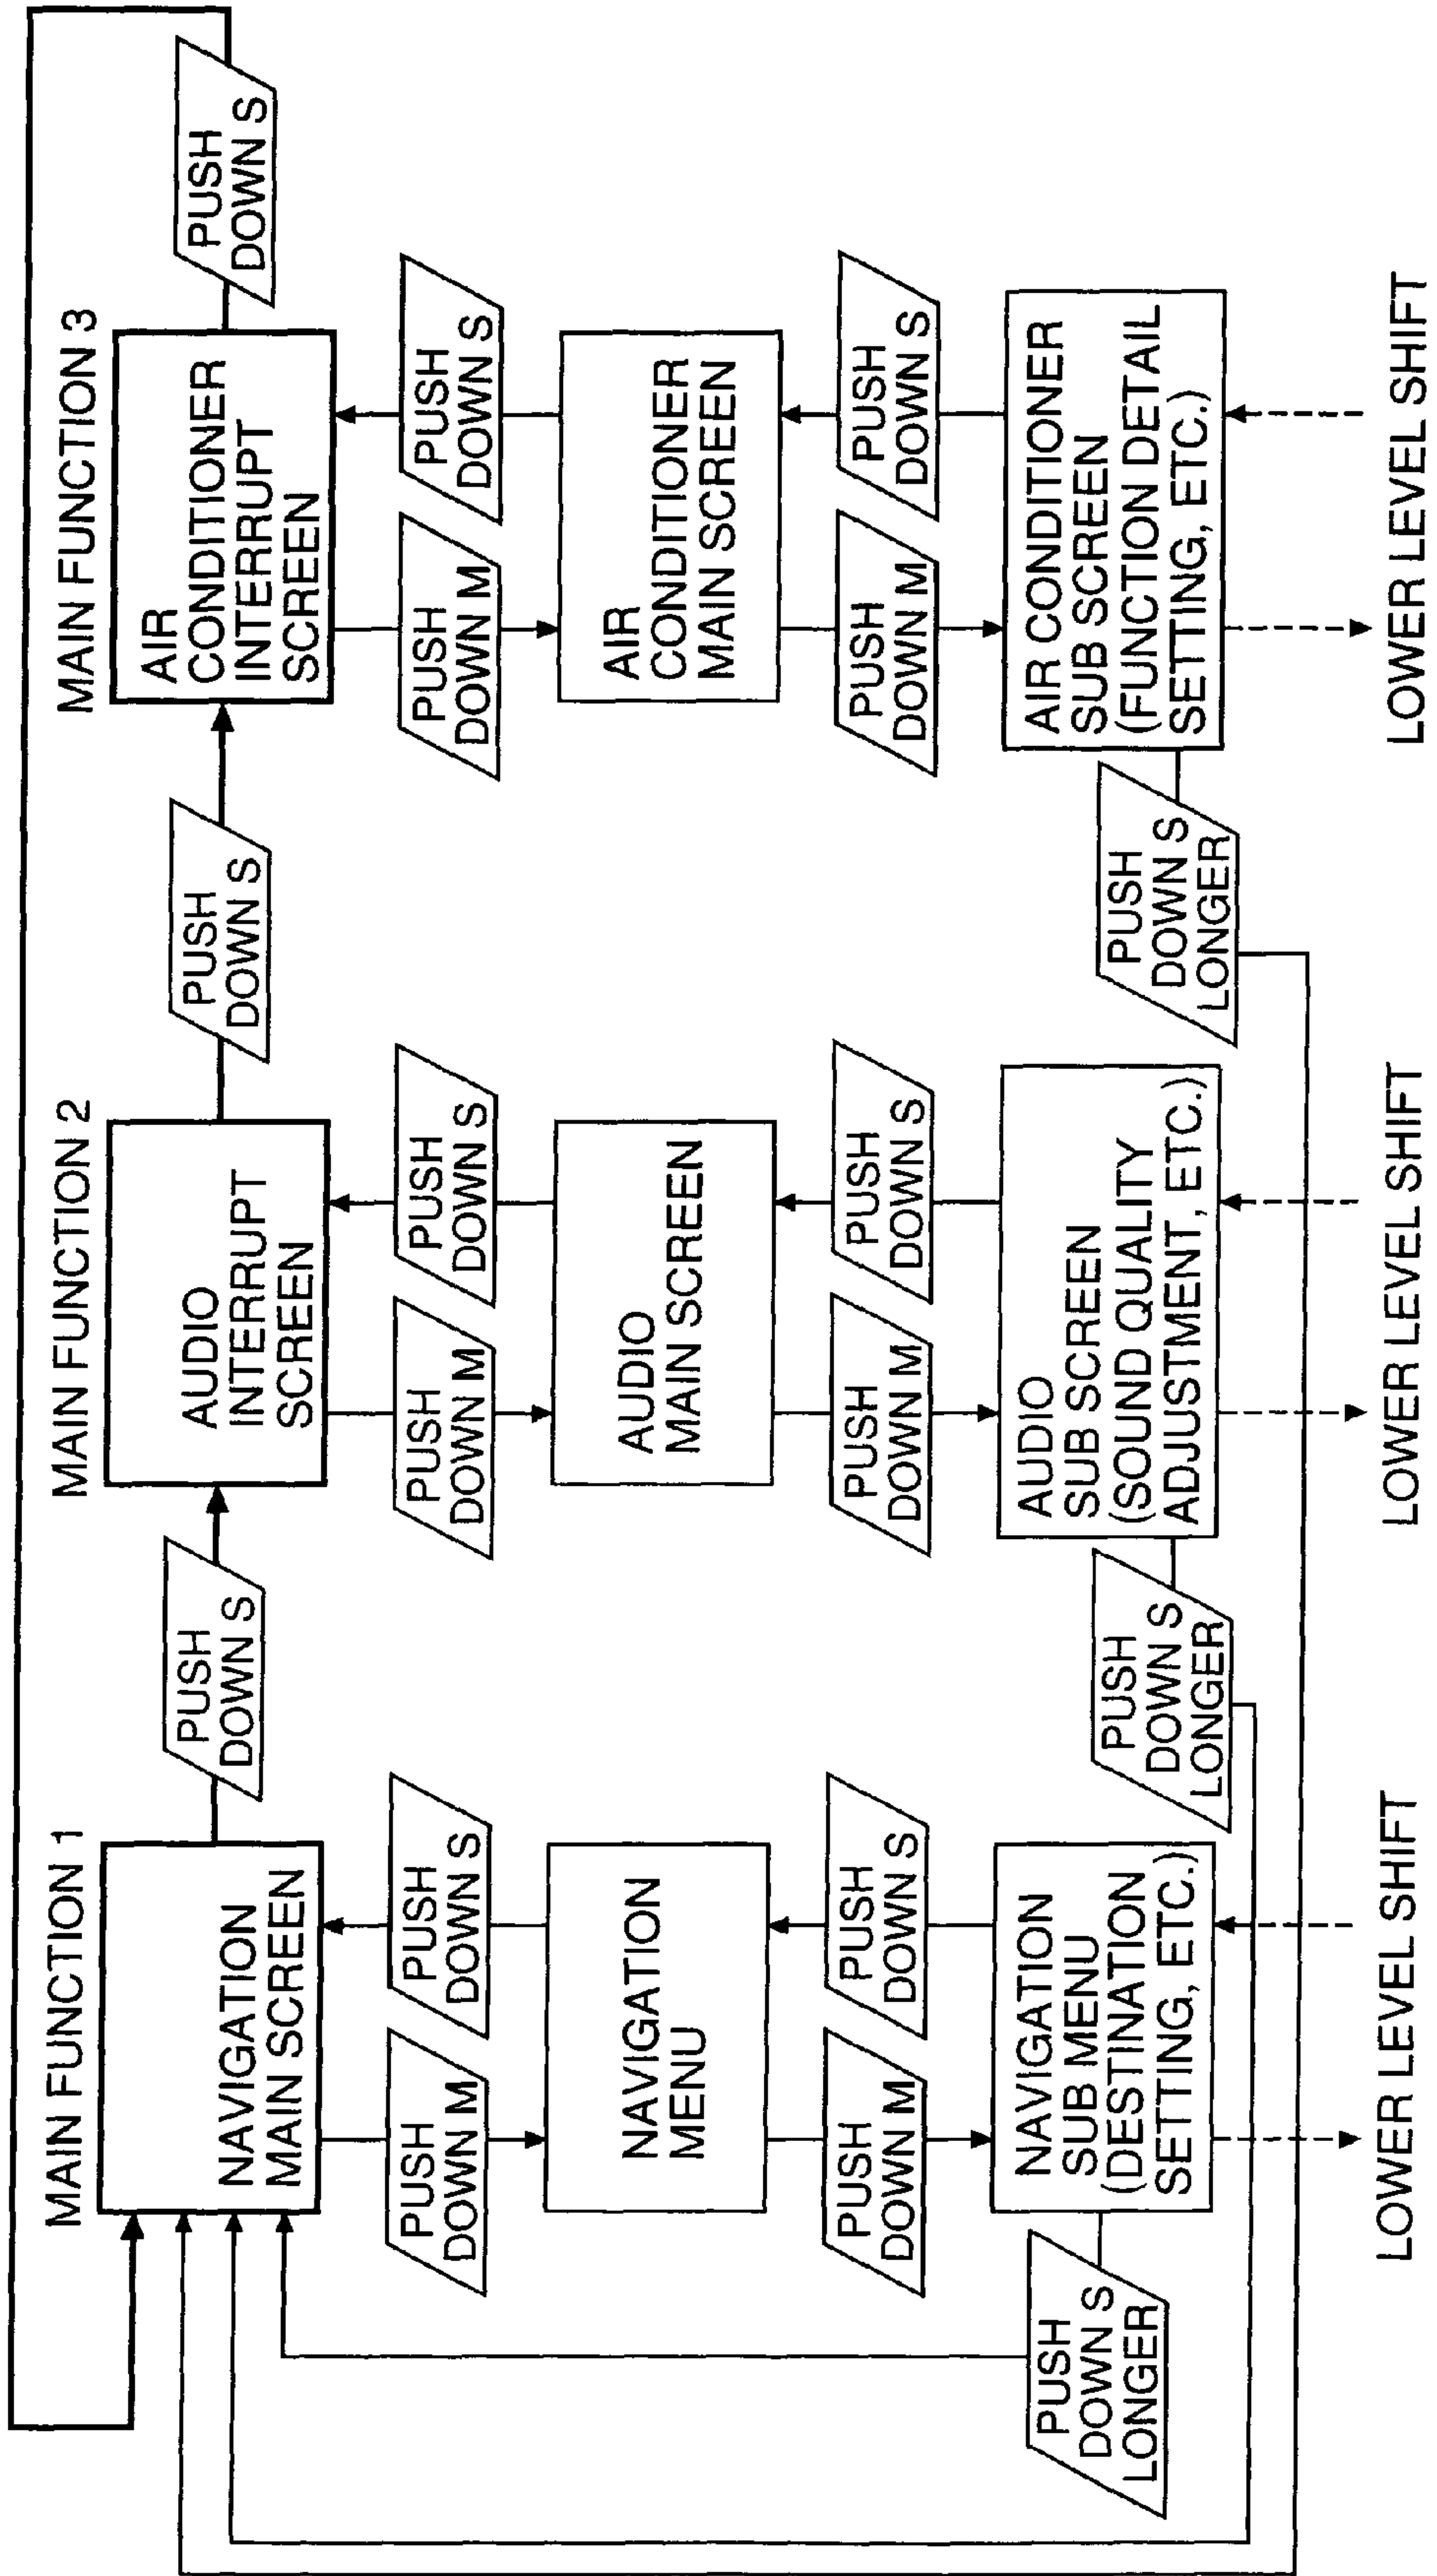 MAIN FUNCTION 1
NAVIGATION
MAIN SCREEN
PUSH
DOWN S
MAIN FUNCTION 2
AUDIO
INTERRUPT
SCREEN
PUSH
DOWN S
MAIN FUNCTION 3
AIR
CONDITIONER
INTERRUPT
SCREEN
PUSH
DOWN S
PUSH
DOWN M
PUSH
DOWN S
PUSH
DOWN M
PUSH
DOWN S
PUSH
DOWN M
PUSH
DOWN S
NAVIGATION
MENU
AUDIO
MAIN SCREEN
AIR
CONDITIONER
MAIN SCREEN
PUSH
DOWN M
PUSH
DOWN S
PUSH
DOWN M
PUSH
DOWN S
PUSH
DOWN M
PUSH
DOWN S
PUSH
DOWN S
LONGER
NAVIGATION
SUB MENU
(DESTINATION
SETTING, ETC.)
PUSH
DOWN S
LONGER
AUDIO
SUB SCREEN
(SOUND QUALITY
ADJUSTMENT, ETC.)
PUSH
DOWN S
LONGER
AIR CONDITIONER
SUB SCREEN
(FUNCTION DETAIL
SETTING, ETC.)
LOWER LEVEL SHIFT
LOWER LEVEL SHIFT
LOWER LEVEL SHIFT